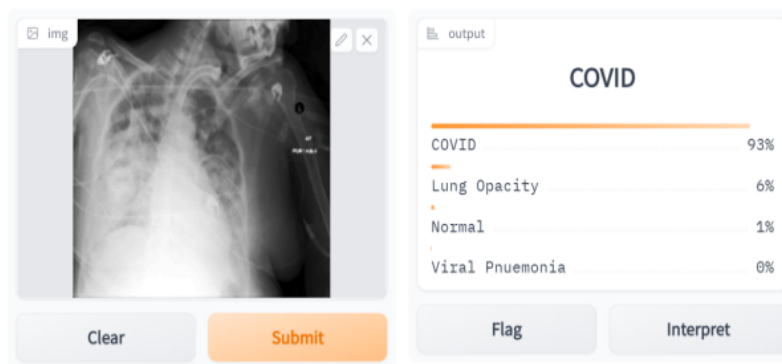 img
output
COVID
COVID 93%
Lung Opacity 6%
Normal 1%
Viral Pnuemonia 0%
Clear
Submit
Flag
Interpret